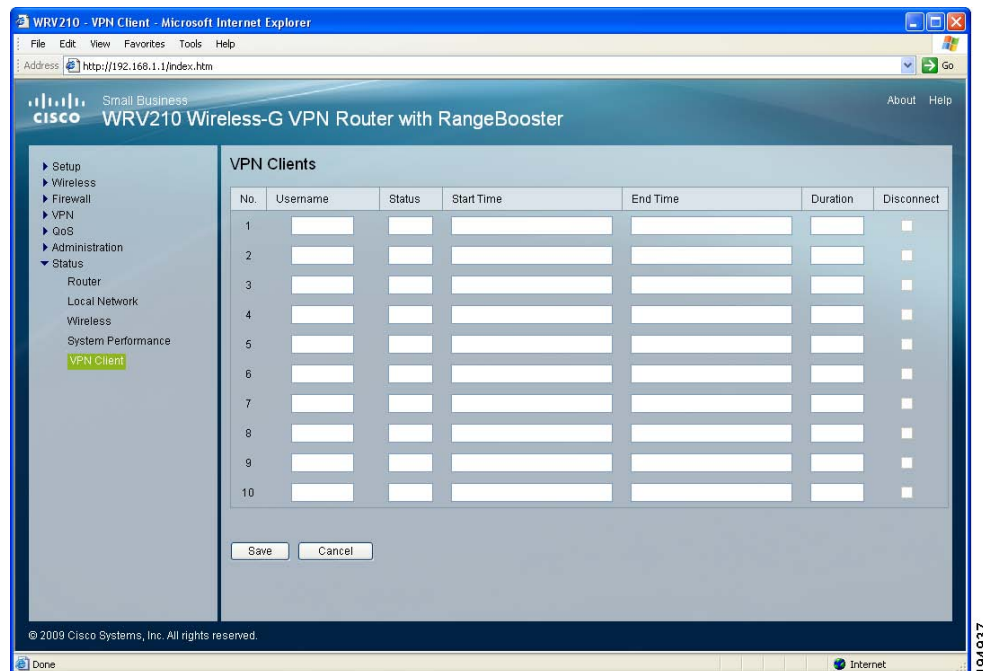 WRV210 - VPN Client - Microsoft Internet Explorer
File Edit View Favorites Tools Help
Address http://192.168.1.1/index.htm Go
Small Business
About Help
CISCO WRV210 Wireless-G VPN Router with RangeBooster
Setup
Wireless
Firewall
VPN
QoS
Administration
Status
Router
Local Network
Wireless
System Performance
VPN Client
VPN Clients
No. Username Status Start Time End Time Duration Disconnect
1
2
3
4
5
6
7
8
9
10
Save Cancel
© 2009 Cisco Systems, Inc. All rights reserved.
Done Internet
194937